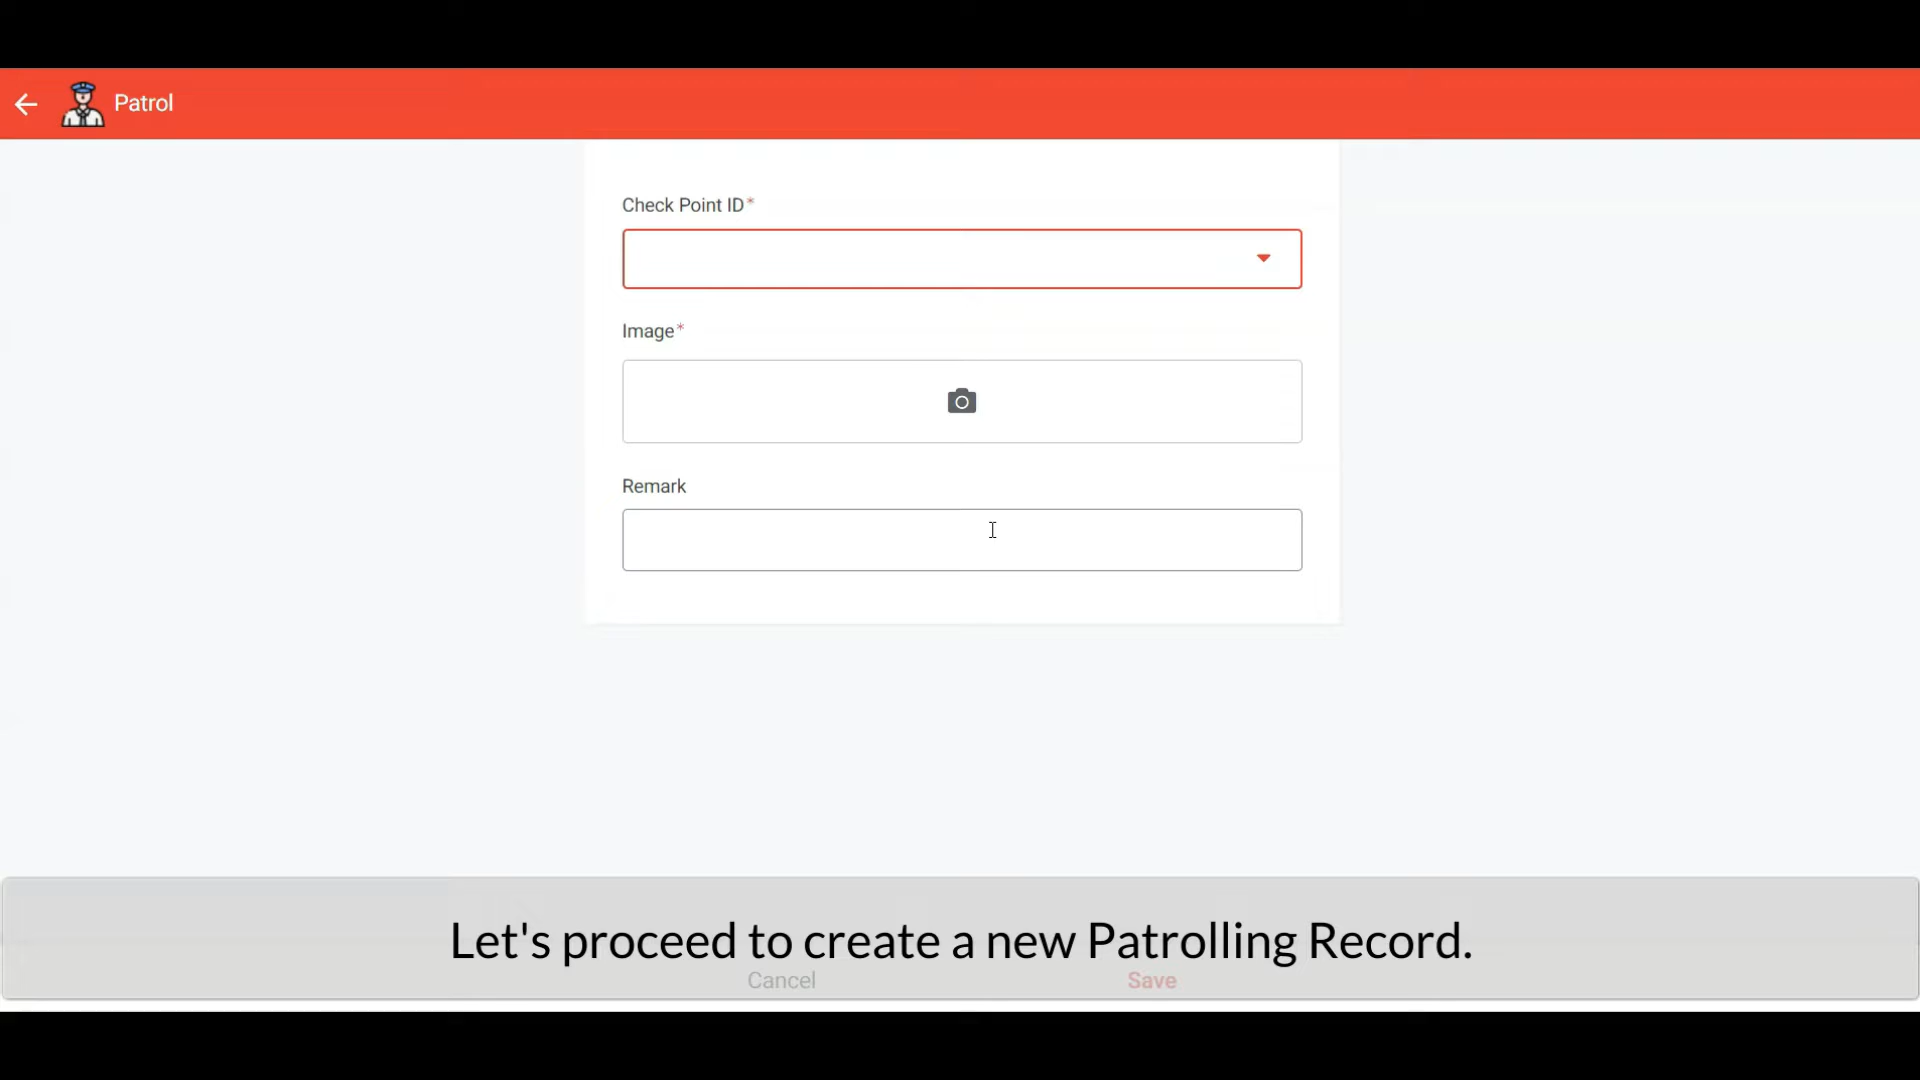 Patrol
Check Point ID*
Image*
Remark
Let's proceed to create a new Patrolling Record.
Cancel
Save